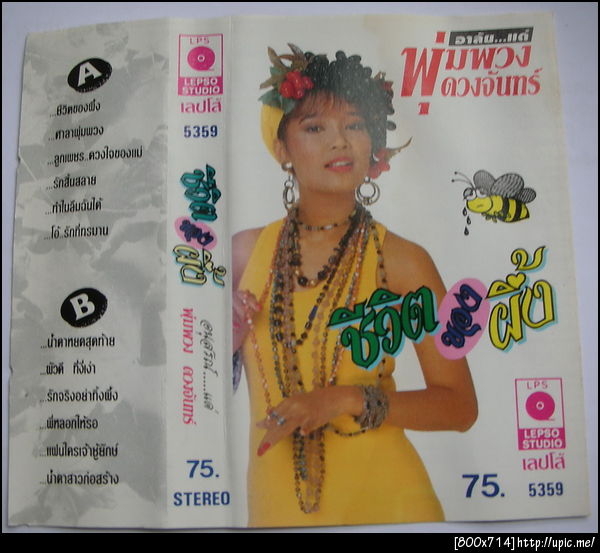 A
...ชีวิตของผึ้ง
...ศาลาพุ่มพวง
...ลูกเพชร..ดวงใจของแม่
...รักสิ้นสลาย
...ทำไมลืมฉันได้
...โอ้..รักที่ทรมาน
B
...น้ำตาหยดสุดท้าย
...ผัวดี ที่งี่เง่า
...รักจริงอย่าทิ้งผึ้ง
...พี่หลอกให้รอ
...แฟนใครเจ้าชู้ยักษ์
...น้ำตาสาวก่อสร้าง
LPS
LEPSO
STUDIO
เลปโส้
5359
ชีวิต
ของ
ผึ้ง
อนุสรณ์.....แด่
พุ่มพวง ดวงจันทร์
75.
STEREO
อาลัย...แด่
พุ่มพวง
ดวงจันทร์
ชีวิต
ของ
ผึ้ง
LPS
LEPSO
STUDIO
เลปโส้
75. 5359
[800x714]http://upic.me/